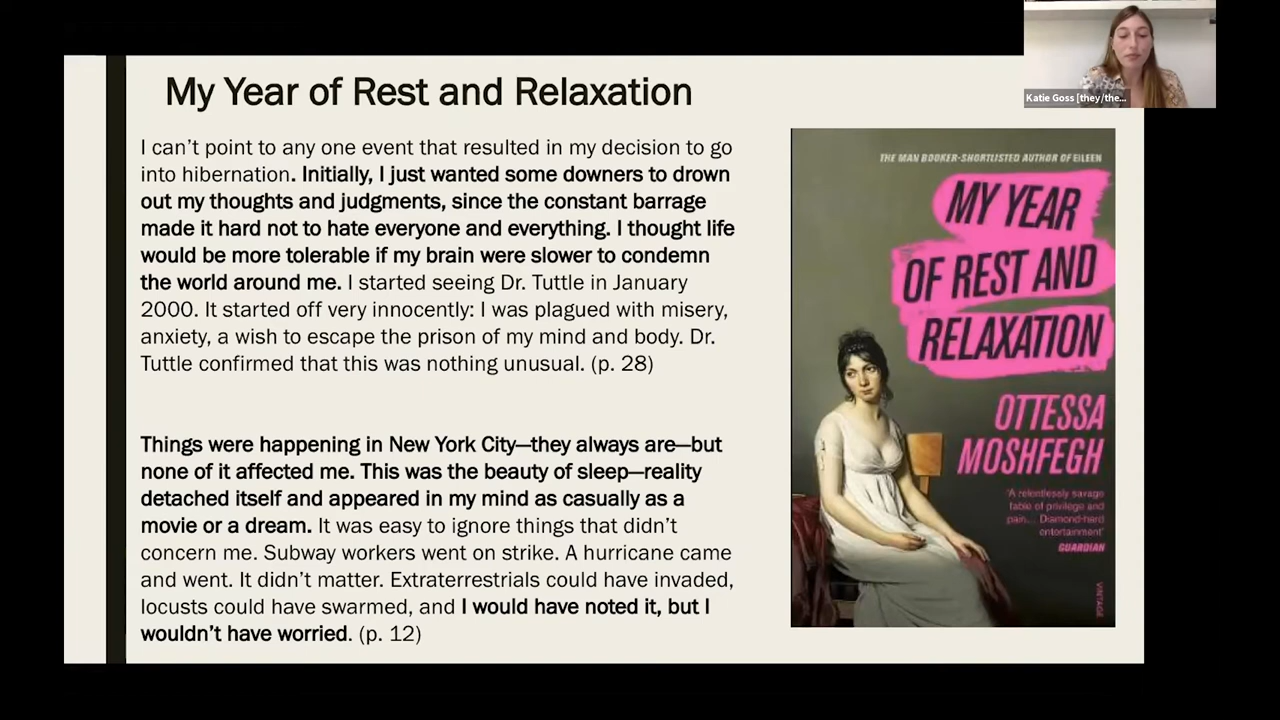 My Year of Rest and Relaxation
I can't point to any one event that resulted in my decision to go
into hibernation. Initially, I just wanted some downers to drown
out my thoughts and judgments, since the constant barrage
made it hard not to hate everyone and everything. I thought life
would be more tolerable if my brain were slower to condemn
the world around me. I started seeing Dr. Tuttle in January
2000. It started off very innocently: I was plagued with misery,
anxiety, a wish to escape the prison of my mind and body. Dr.
Tuttle confirmed that this was nothing unusual. (p. 28)
Things were happening in New York City—they always are—but
none of it affected me. This was the beauty of sleep—reality
detached itself and appeared in my mind as casually as a
movie or a dream. It was easy to ignore things that didn't
concern me. Subway workers went on strike. A hurricane came
and went. It didn't matter. Extraterrestrials could have invaded,
locusts could have swarmed, and I would have noted it, but I
wouldn't have worried. (p. 12)
Katie Goss [they/the...
THE MAN BOOKER-SHORTLISTED AUTHOR OF EILEEN
MY YEAR
OF REST AND
RELAXATION
OTTESSA
MOSHFEGH
'A relentlessly savage
fable of privilege and
pain... Diamond-hard
entertainment'
GUARDIAN
VINTAGE